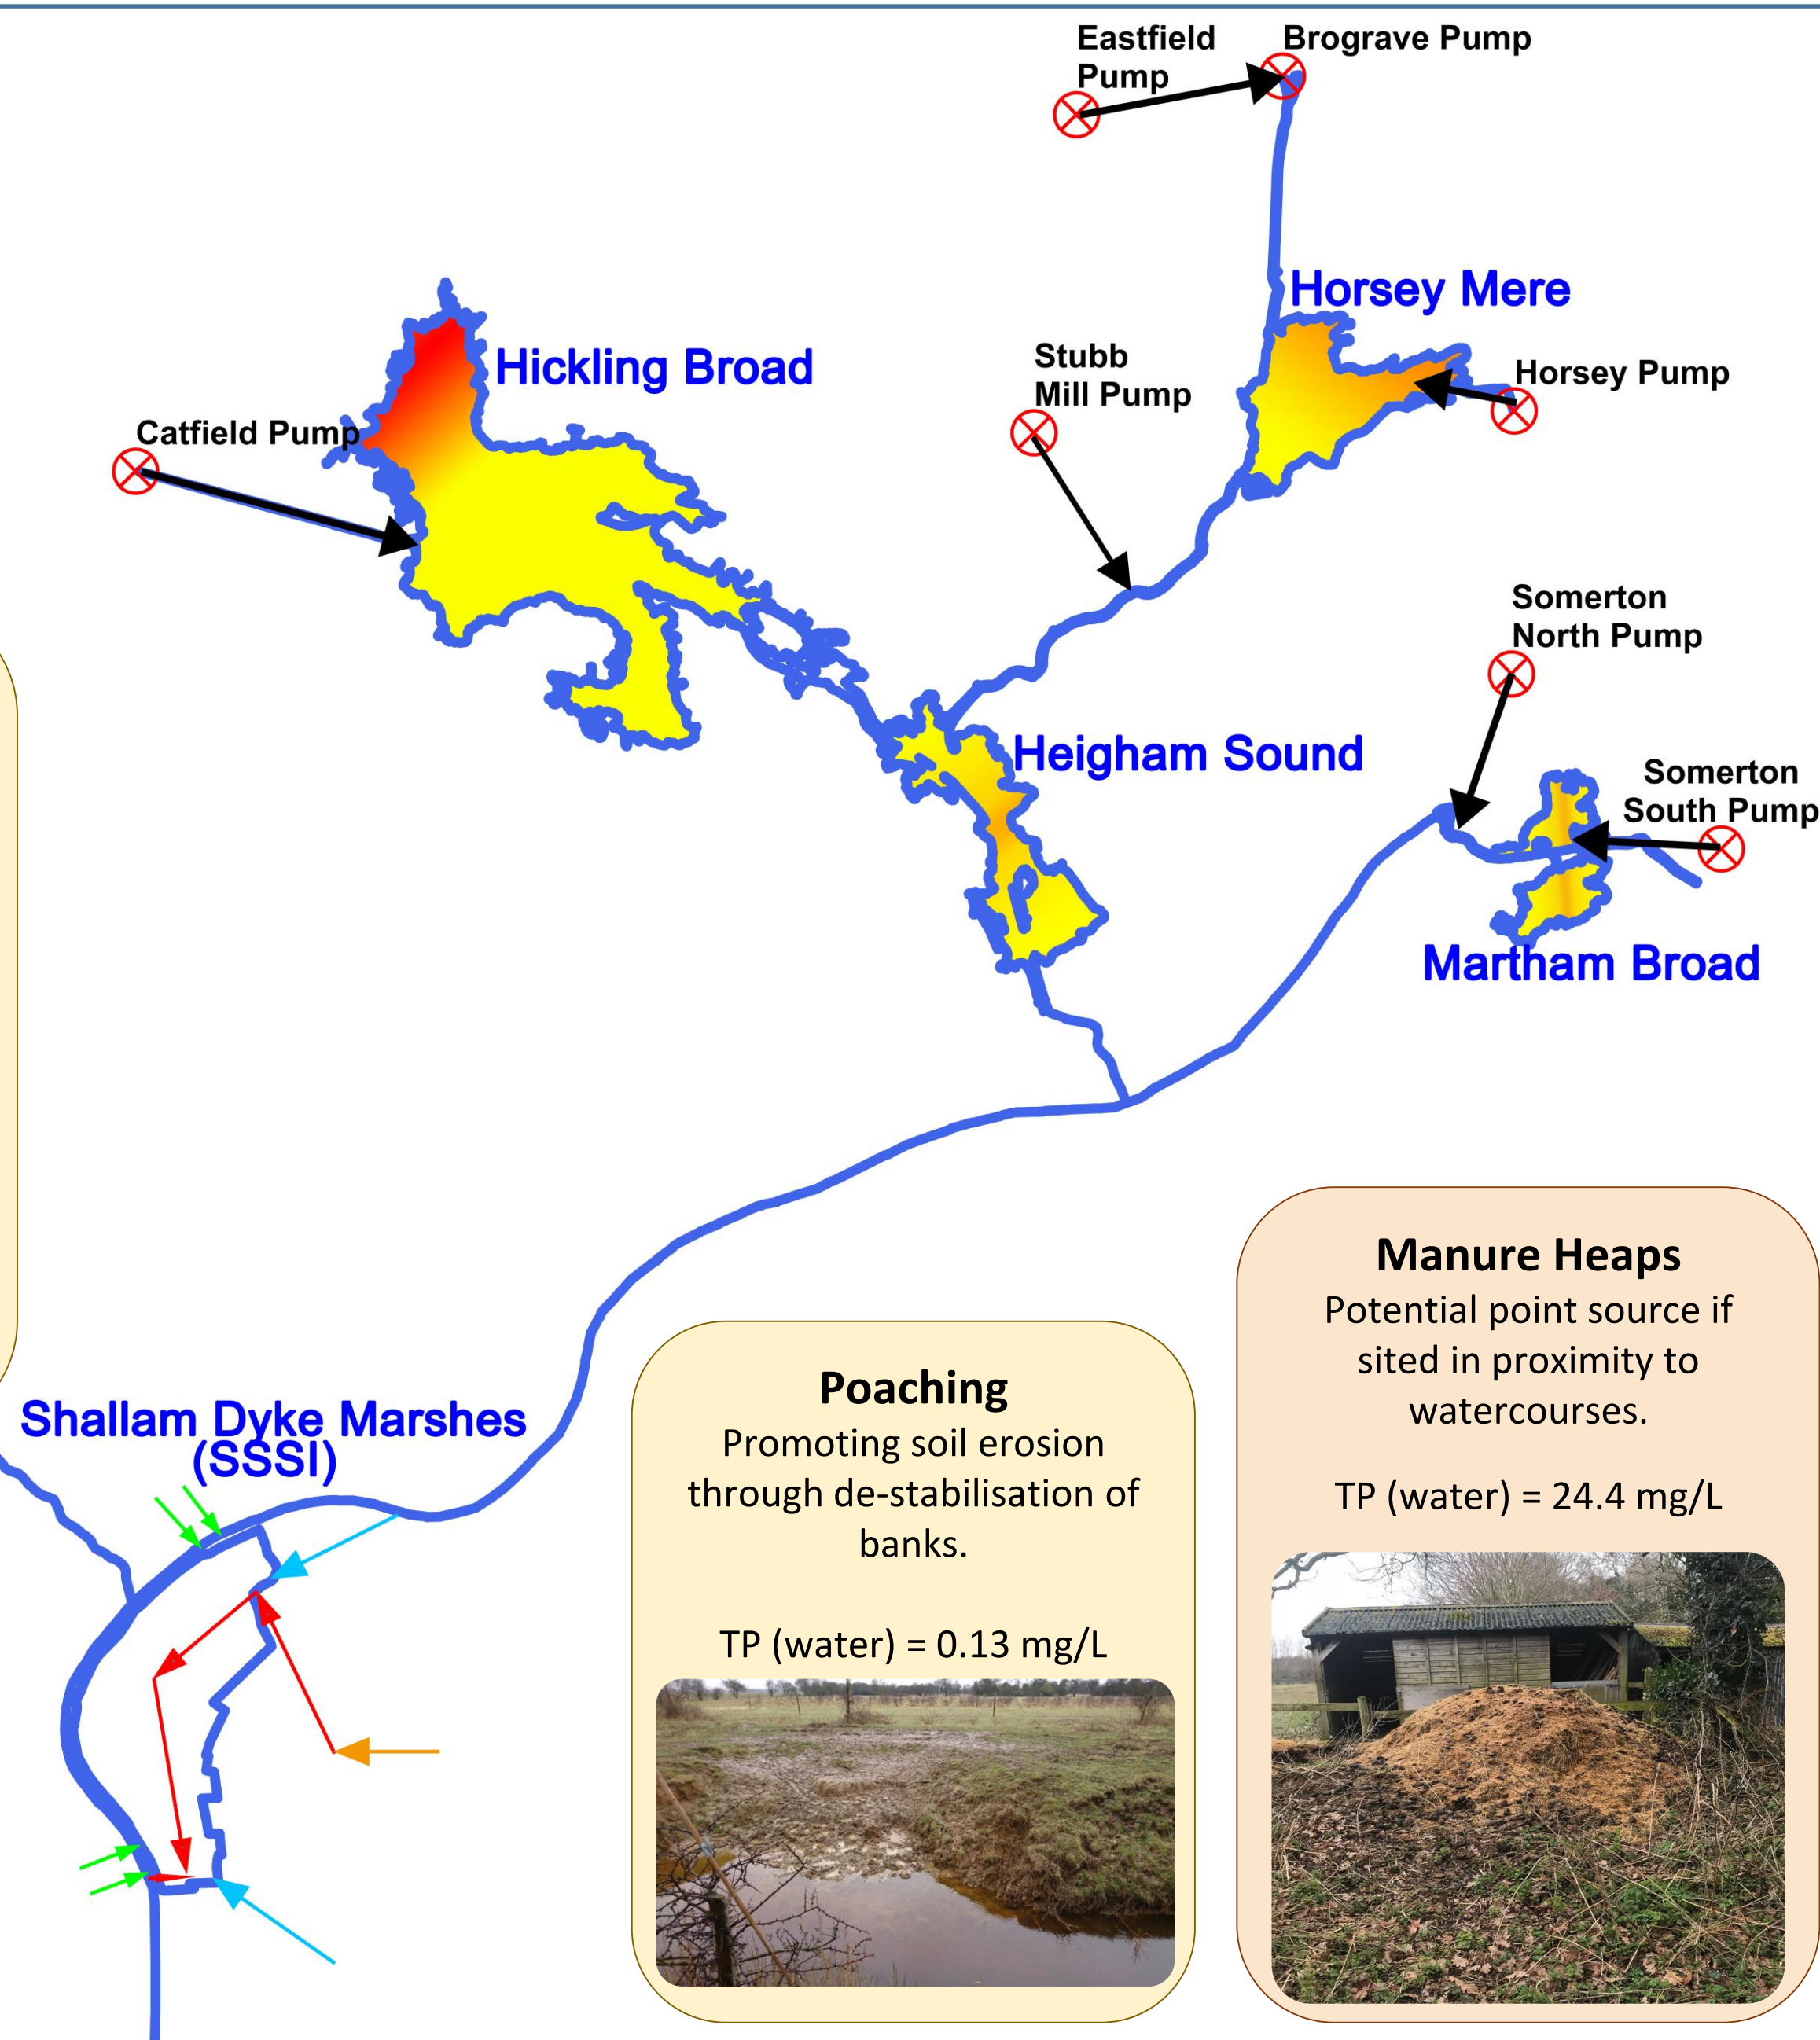 Eastfield
Pump
Brograve Pump
Horsey Mere
Hickling Broad
Stubb
Mill Pump
Horsey Pump
Catfield Pump
Somerton
North Pump
Heigham Sound
Somerton
South Pump
Martham Broad
Shallam Dyke Marshes
(SSSI)
Poaching
Promoting soil erosion
through de-stabilisation of
banks.
TP (water) = 0.13 mg/L
Manure Heaps
Potential point source if
sited in proximity to
watercourses.
TP (water) = 24.4 mg/L